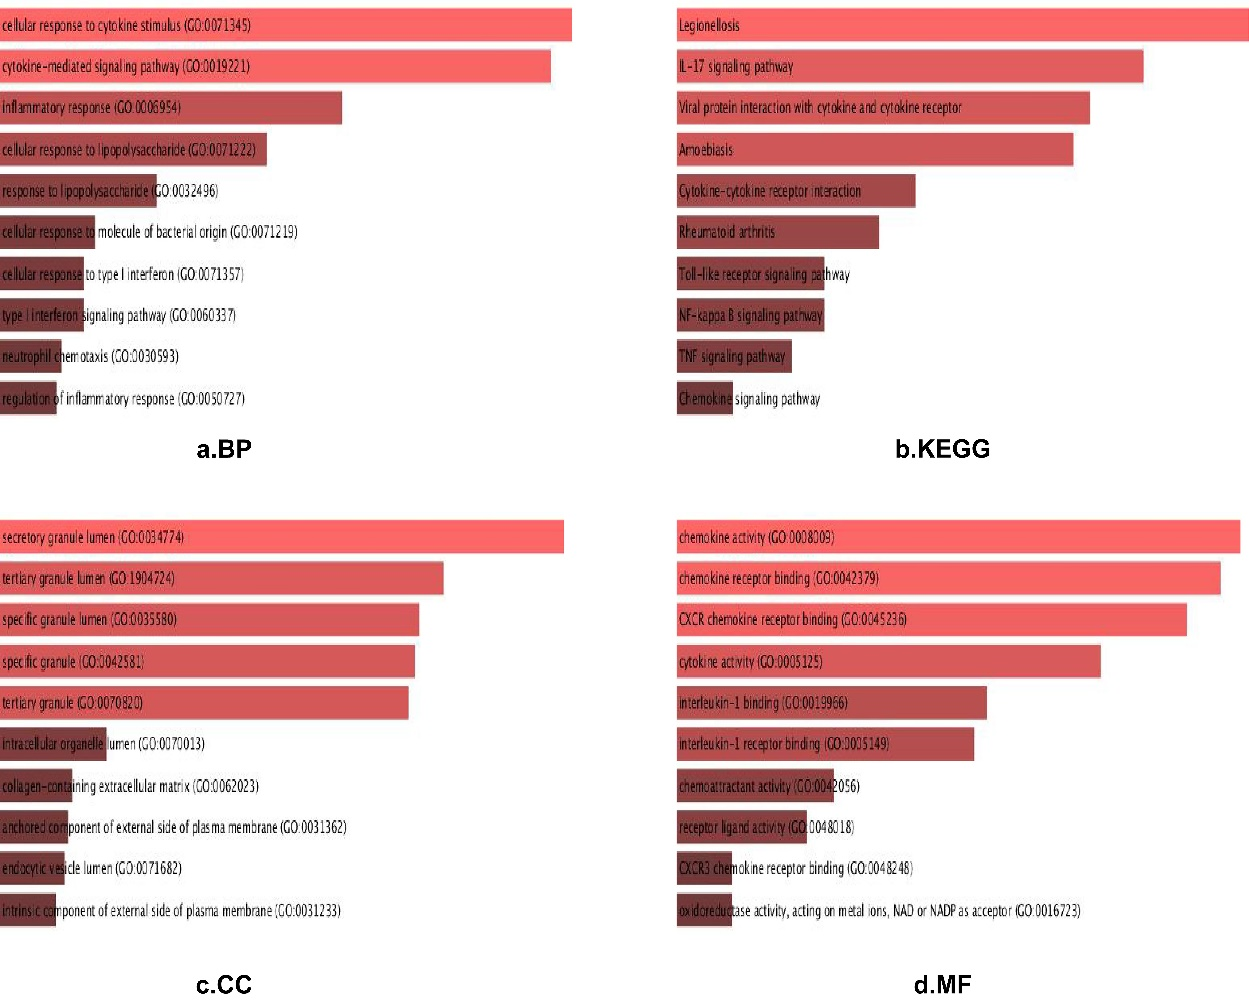 cellular response to cytokine stimulus (GO:0071345)
cytokine-mediated signaling pathway (GO:0019221)
inflammatory response (GO:0006954)
cellular response to lipopolysaccharide (GO:0071222)
response to lipopolysaccharide (GO:0032496)
cellular response to molecule of bacterial origin (GO:0071219)
cellular response to type I interferon (GO:0071357)
type I interferon signaling pathway (GO:0060337)
neutrophil chemotaxis (GO:0030593)
regulation of inflammatory response (GO:0050727)
a.BP
Legionellosis
IL-17 signaling pathway
Viral protein interaction with cytokine and cytokine receptor
Amoebiasis
Cytokine-cytokine receptor interaction
Rheumatoid arthritis
Toll-like receptor signaling pathway
NF-kappa B signaling pathway
TNF signaling pathway
Chemokine signaling pathway
b.KEGG
secretory granule lumen (GO:0034774)
tertiary granule lumen (GO:1904724)
specific granule lumen (GO:0035580)
specific granule (GO:0042581)
tertiary granule (GO:0070820)
intracellular organelle lumen (GO:0070013)
collagen-containing extracellular matrix (GO:0062023)
anchored component of external side of plasma membrane (GO:0031362)
endocytic vesicle lumen (GO:0071682)
intrinsic component of external side of plasma membrane (GO:0031233)
c.CC
chemokine activity (GO:0008009)
chemokine receptor binding (GO:0042379)
CXCR chemokine receptor binding (GO:0045236)
cytokine activity (GO:0005125)
interleukin-1 binding (GO:0019966)
interleukin-1 receptor binding (GO:0005149)
chemoattractant activity (GO:0042056)
receptor ligand activity (GO:0048018)
CXCR3 chemokine receptor binding (GO:0048248)
oxidoreductase activity, acting on metal ions, NAD or NADP as acceptor (GO:0016723)
d.MF